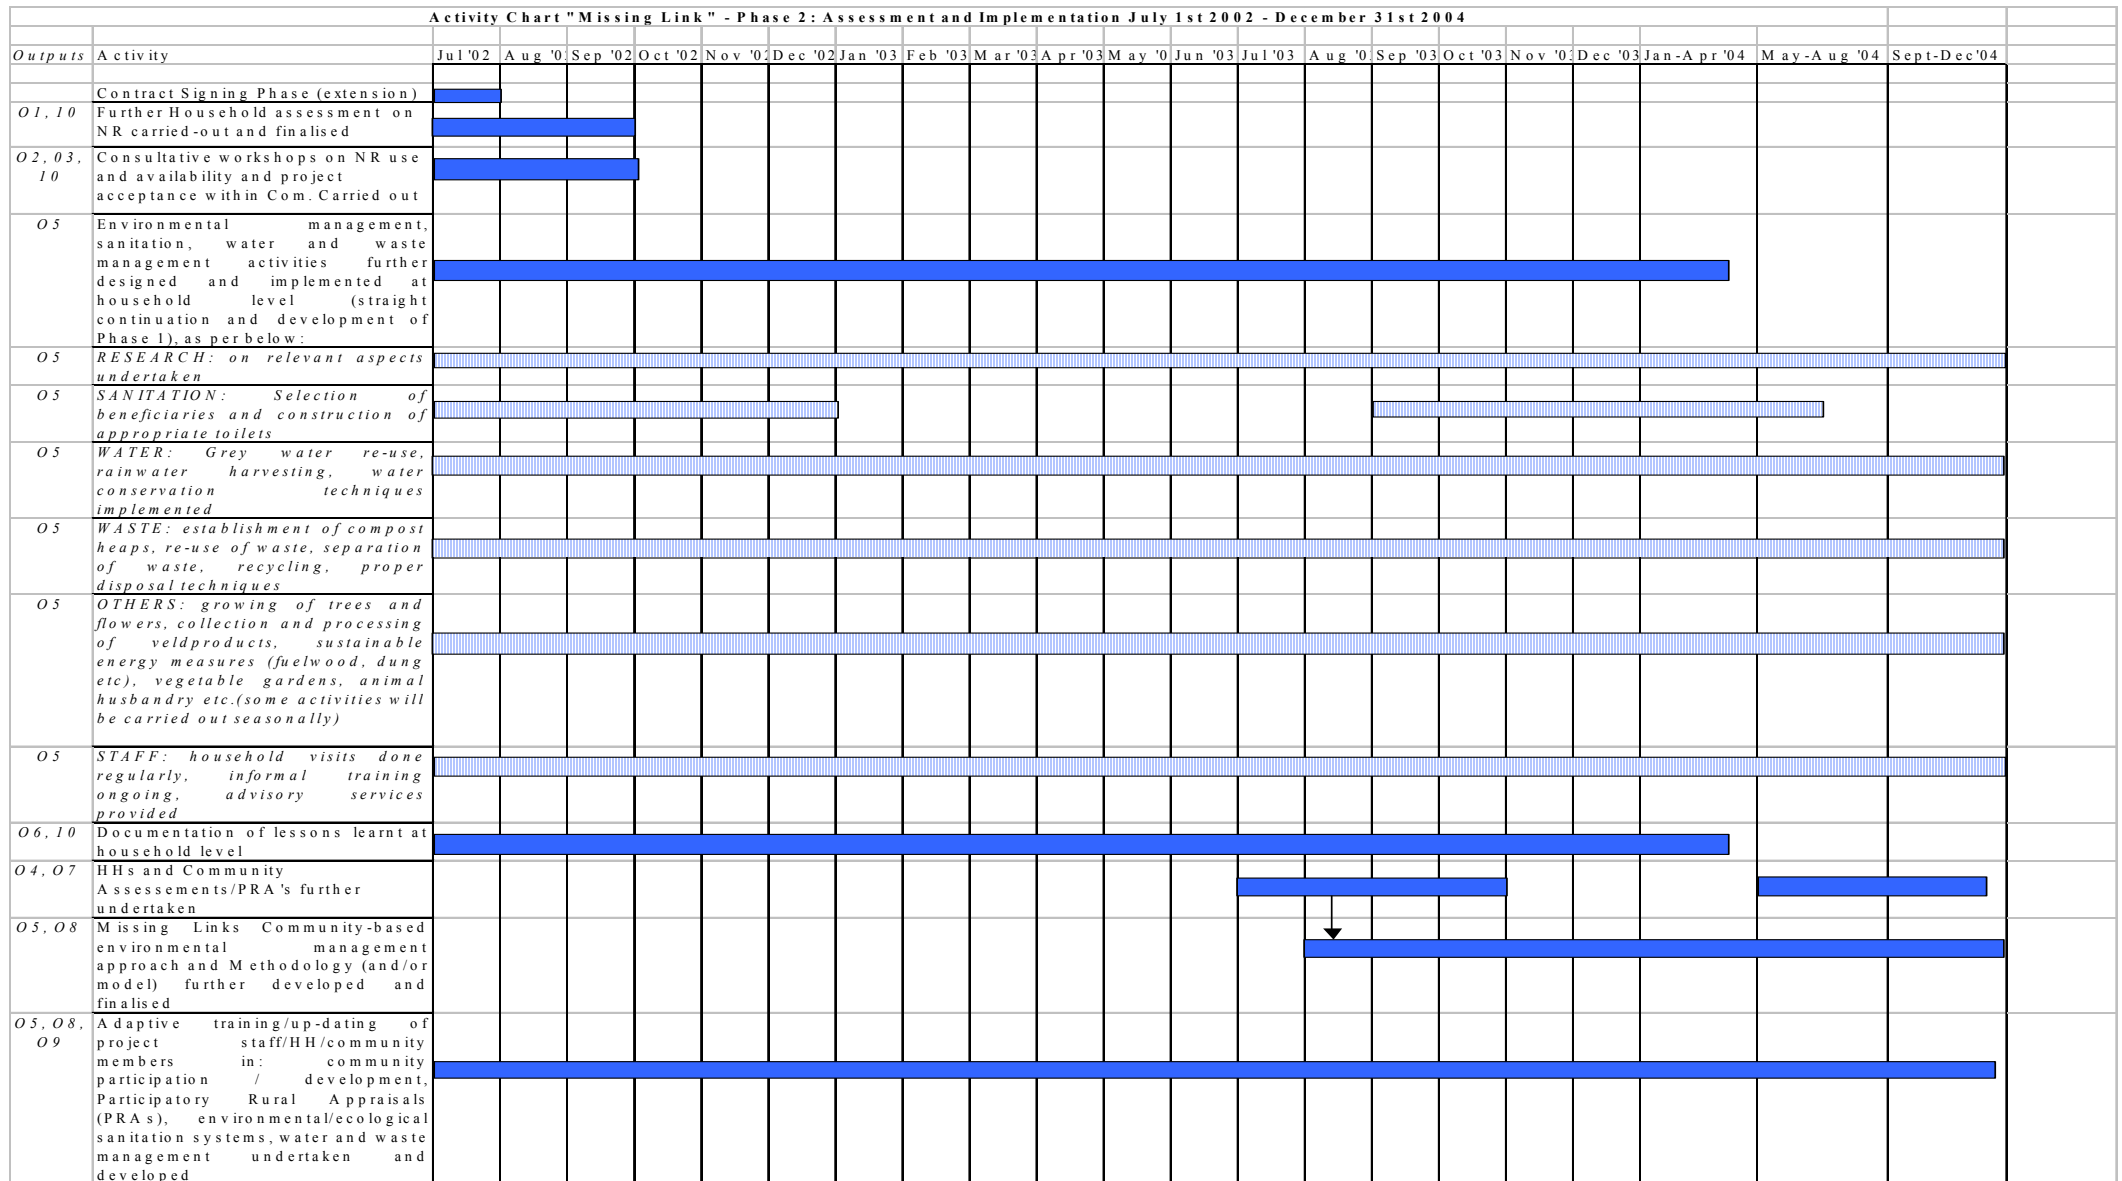 Activity Chart "Missing Link" - Phase 2: Assessment and Implementation July 1st 2002 - December 31st 2004
Outputs Activity Jul '02 Aug '0 Sep '02 Oct '02 Nov '02 Dec '02 Jan '03 Feb '03 Mar '03 Apr '03 May '0 Jun '03 Jul '03 Aug '0 Sep '03 Oct '03 Nov '03 Dec '03 Jan-Apr '04 May-Aug '04 Sept-Dec'04
Contract Signing Phase (extension)
O1, 10 Further Household assessment on
NR carried-out and finalised
O2, 03, Consultative workshops on NR use
10 and availability and project
acceptance within Com. Carried out
O5 Environmental management,
sanitation, water and waste
management activities further
designed and implemented at
household level (straight
continuation and development of
Phase 1), as per below:
O5 RESEARCH: on relevant aspects
undertaken
O5 SANITATION: Selection of
beneficiaries and construction of
appropriate toilets
O5 WATER: Grey water re-use,
rainwater harvesting, water
conservation techniques
implemented
O5 WASTE: establishment of compost
heaps, re-use of waste, separation
of waste, recycling, proper
disposal techniques
O5 OTHERS: growing of trees and
flowers, collection and processing
of veldproducts, sustainable
energy measures (fuelwood, dung
etc), vegetable gardens, animal
husbandry etc.(some activities will
be carried out seasonally)
O5 STAFF: household visits done
regularly, informal training
ongoing, advisory services
provided
O6, 10 Documentation of lessons learnt at
household level
O4, O7 HHs and Community
Assessements/PRA's further
undertaken
O5, O8 Missing Links Community-based
environmental management
approach and Methodology (and/or
model) further developed and
finalised
O5, O8, Adaptive training/up-dating of
O9 project staff/HH/community
members in: community
participation / development,
Participatory Rural Appraisals
(PRAs), environmental/ecological
sanitation systems, water and waste
management undertaken and
developed